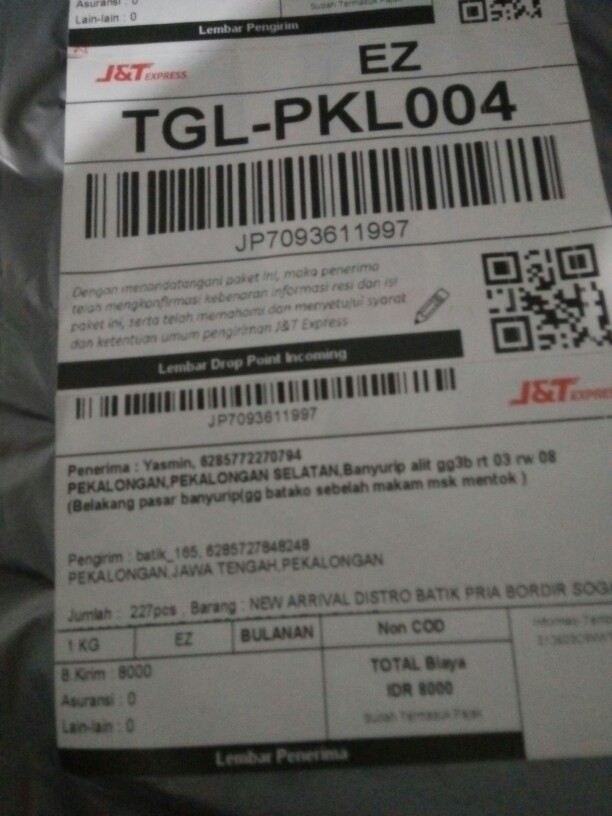 Asuransi : 0
Lain-lain : 0
Sudah Termasuk Pajak
Lembar Pengirim
J&T EXPRESS
EZ
TGL-PKL004
JP7093611997
Dengan menandatangani paket ini, maka penerima
telah mengkonfirmasi kebenaran informasi resi dan isi
paket ini, serta telah memahami dan menyetujui syarat
dan ketentuan umum pengiriman J&T Express
Lembar Drop Point Incoming
JP7093611997
J&T EXPRESS
Penerima : Yasmin, 6285772270794
PEKALONGAN,PEKALONGAN SELATAN,Banyurip alit gg3b rt 03 rw 08
(Belakang pasar banyurip(gg batako sebelah makam msk mentok )
Pengirim : batik_165, 6285727848248
PEKALONGAN,JAWA TENGAH,PEKALONGAN
Jumlah : 227pcs , Barang : NEW ARRIVAL DISTRO BATIK PRIA BORDIR SOGA
1 KG EZ BULANAN Non COD
B.Kirim : 8000
Asuransi : 0
Lain-lain : 0
TOTAL Biaya
IDR 8000
Sudah Termasuk Pajak
Informasi
Lembar Penerima